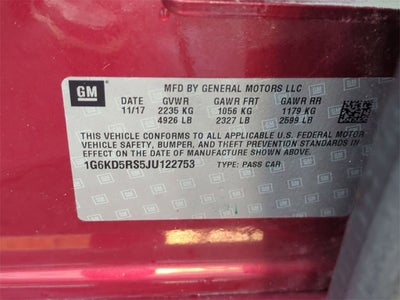 GM
MFD BY GENERAL MOTORS LLC
DATE GVWR GAWR FRT GAWR RR
11/17 2235 KG 1056 KG 1179 KG
4926 LB 2327 LB 2599 LB
THIS VEHICLE CONFORMS TO ALL APPLICABLE U.S. FEDERAL MOTOR
VEHICLE SAFETY, BUMPER, AND THEFT PREVENTION STANDARDS IN
EFFECT ON THE DATE OF MANUFACTURE SHOWN ABOVE.
1G6KD5RS5JU122753 TYPE: PASS CAR